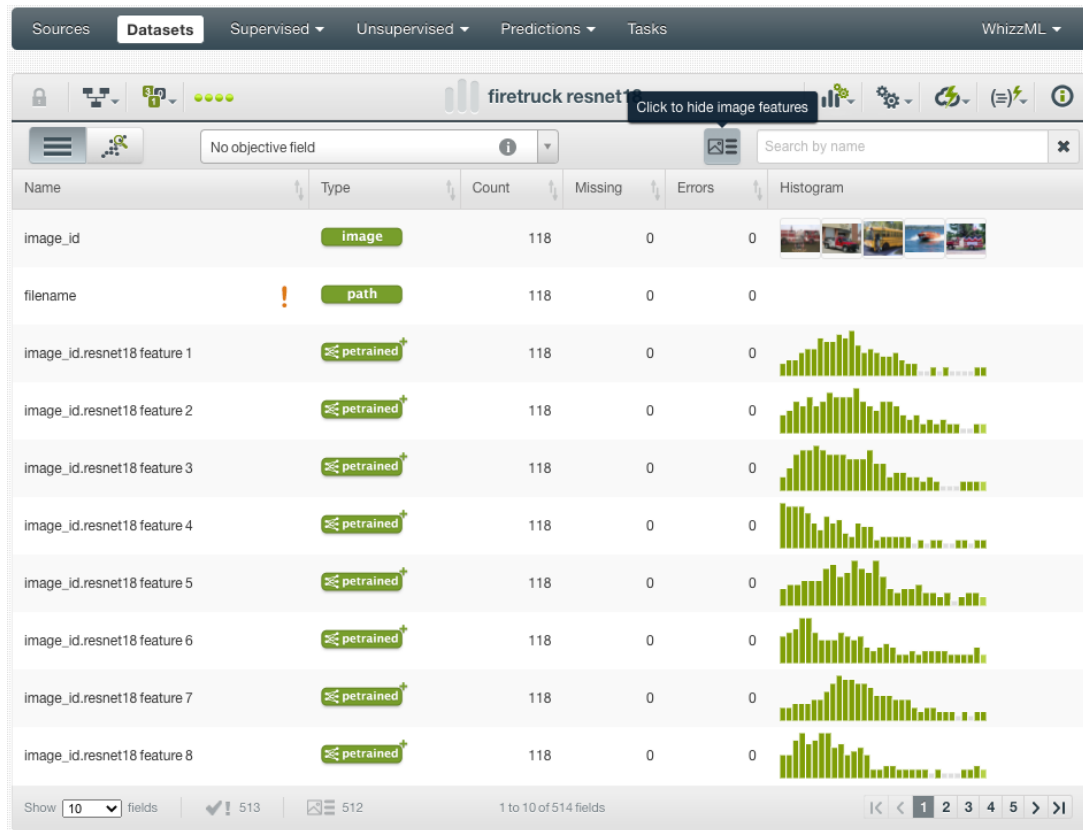 Sources Datasets Supervised Unsupervised Predictions Tasks WhizzML
firetruck resnet18
Click to hide image features
No objective field Search by name
Name Type Count Missing Errors Histogram
image_id image 118 0 0
filename ! path 118 0 0
image_id.resnet18 feature 1 petrained+ 118 0 0
image_id.resnet18 feature 2 petrained+ 118 0 0
image_id.resnet18 feature 3 petrained+ 118 0 0
image_id.resnet18 feature 4 petrained+ 118 0 0
image_id.resnet18 feature 5 petrained+ 118 0 0
image_id.resnet18 feature 6 petrained+ 118 0 0
image_id.resnet18 feature 7 petrained+ 118 0 0
image_id.resnet18 feature 8 petrained+ 118 0 0
Show 10 fields 513 512 1 to 10 of 514 fields 1 2 3 4 5